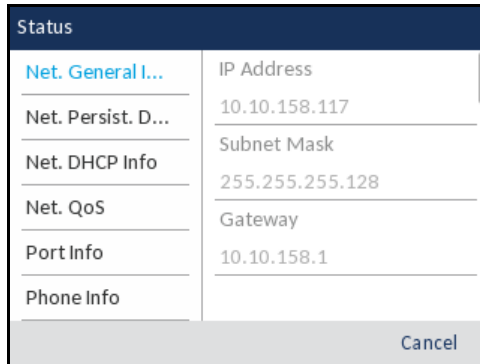 Status
Net. General I...
Net. Persist. D...
Net. DHCP Info
Net. QoS
Port Info
Phone Info
IP Address
10.10.158.117
Subnet Mask
255.255.255.128
Gateway
10.10.158.1
Cancel